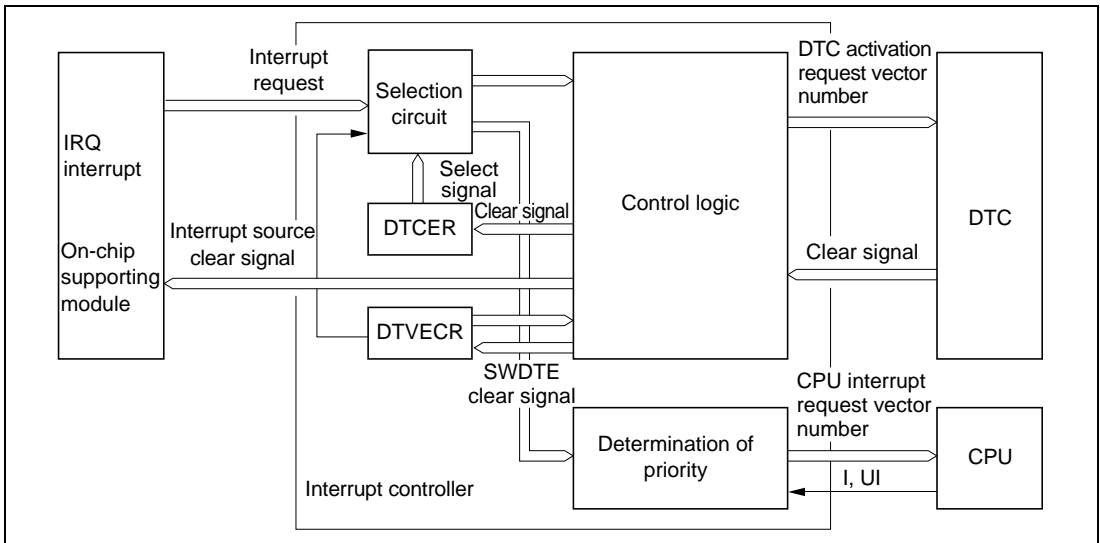 Interrupt
request
DTC activation
request vector
number
Selection
circuit
IRQ
interrupt
Select
signal
Control logic
DTC
DTCER
Clear signal
Interrupt source
clear signal
On-chip
supporting
module
Clear signal
DTVECR
SWDTE
clear signal
CPU interrupt
request vector
number
Determination of
priority
CPU
I, UI
Interrupt controller